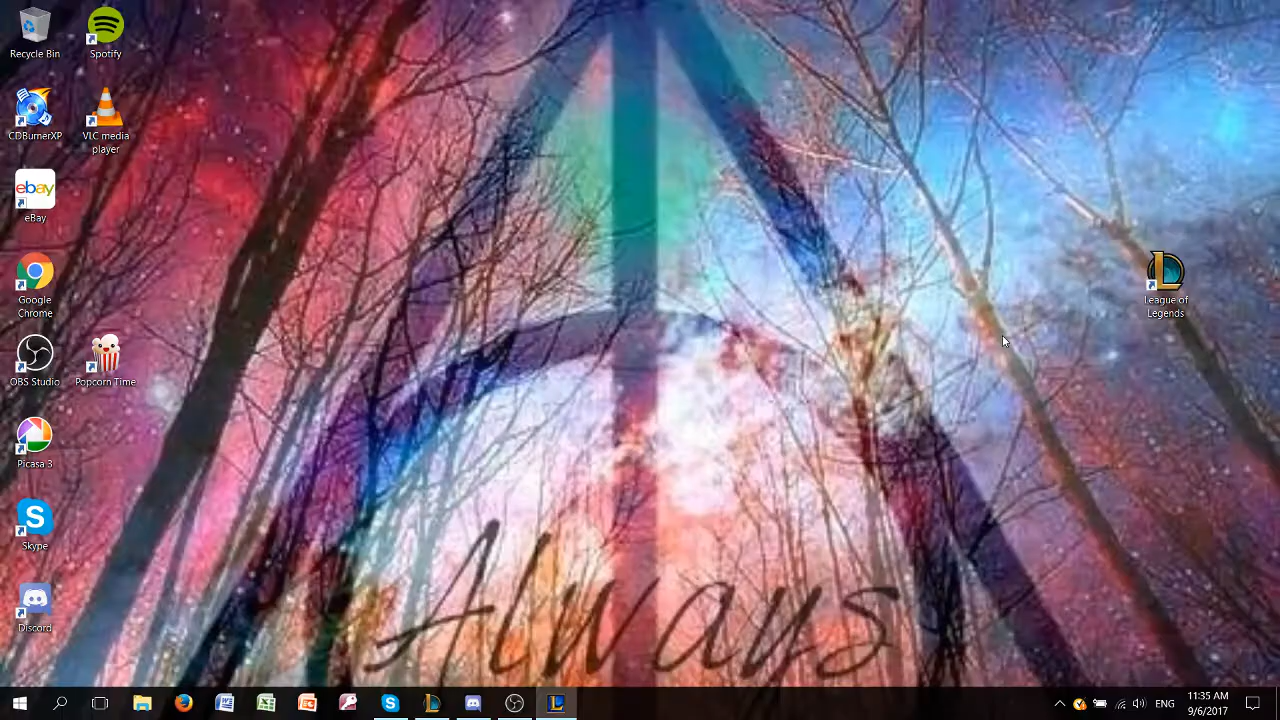 Recycle Bin
Spotify
CDBurnerXP
VLC media
player
ebay
eBay
Google
Chrome
OBS Studio
Popcorn Time
Picasa 3
Skype
Discord
League of
Legends
Always
ENG
11:35 AM
9/6/2017